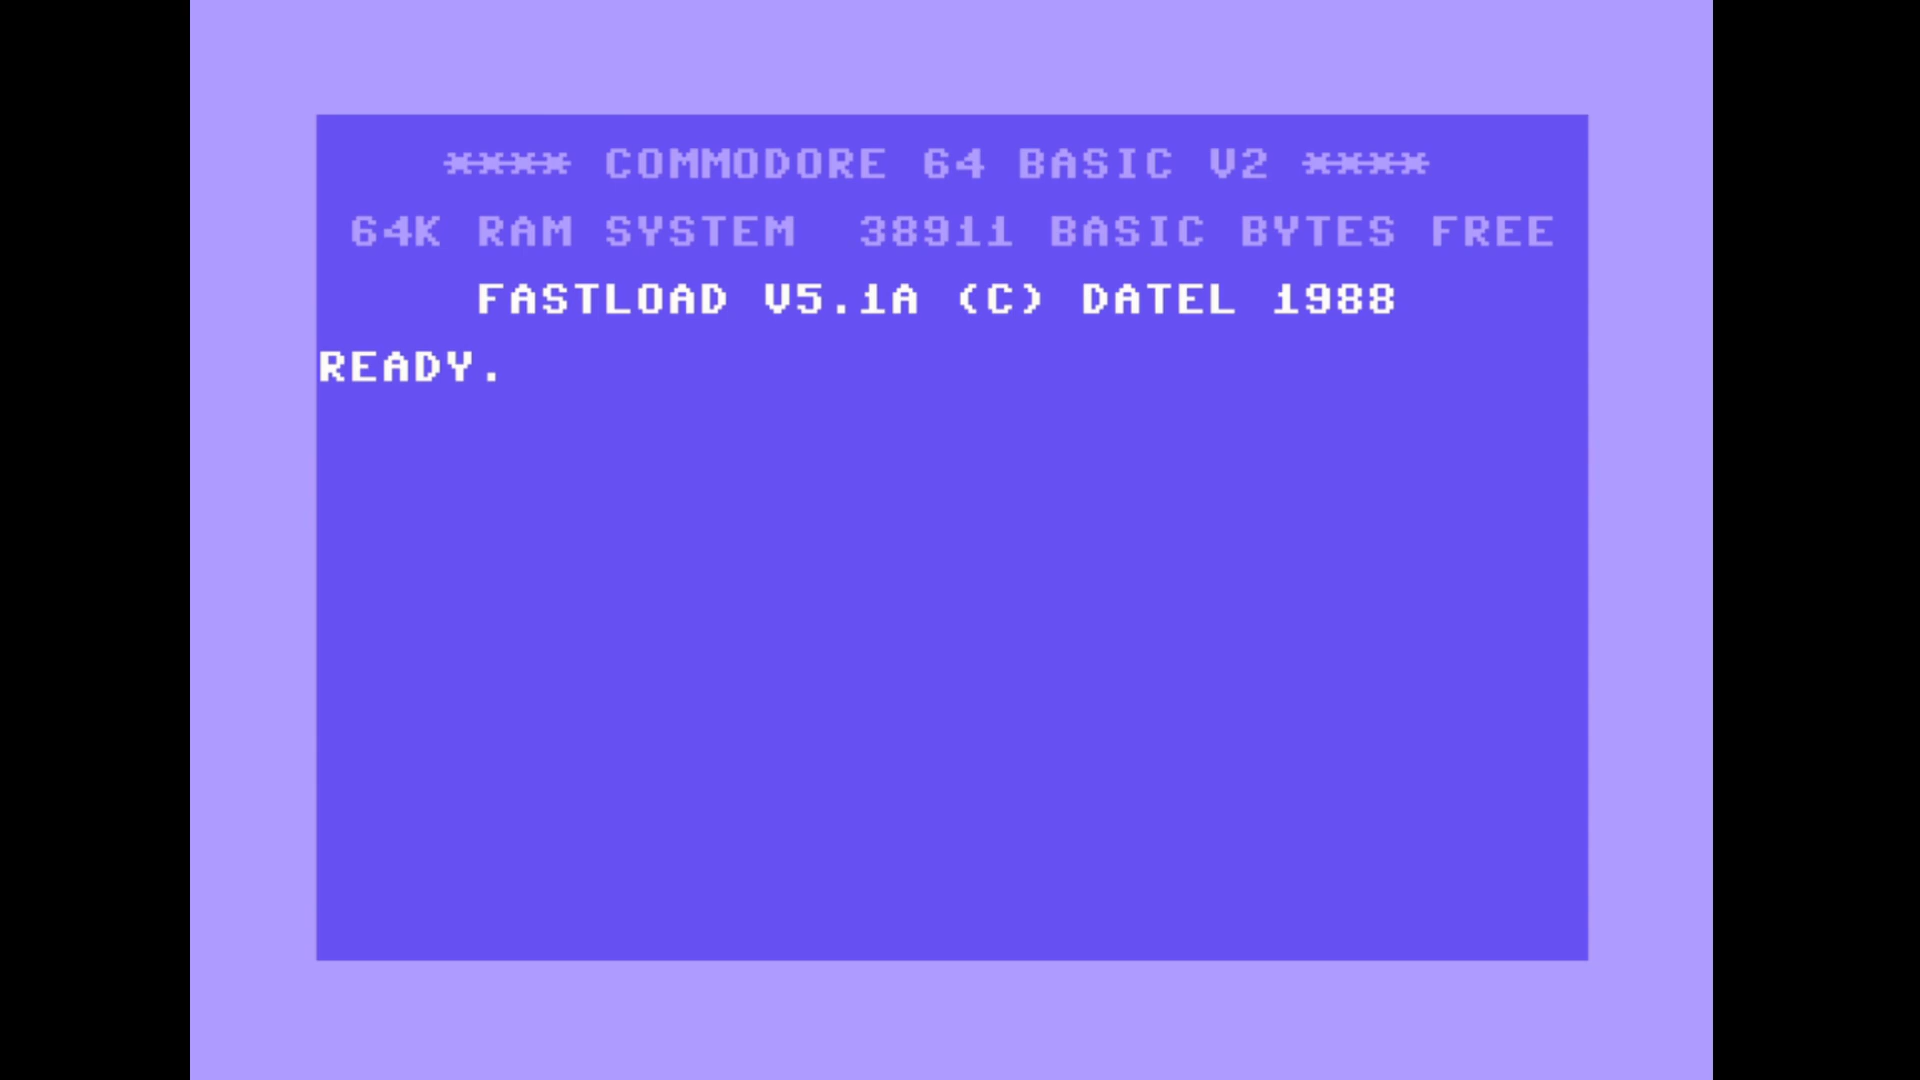 **** COMMODORE 64 BASIC V2 ****
64K RAM SYSTEM  38911 BASIC BYTES FREE
FASTLOAD V5.1A (C) DATEL 1988
READY.